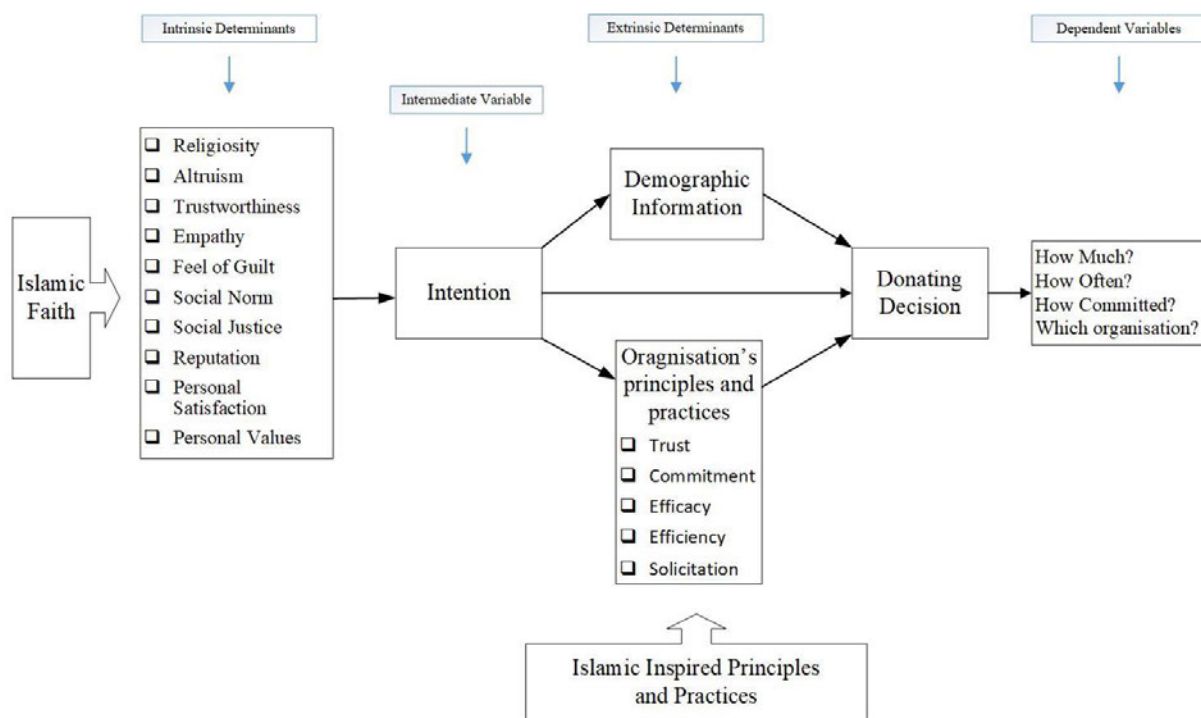 Intrinsic Determinants
Extrinsic Determinants
Dependent Variables
Intermediate Variable
Religiosity
Altruism
Trustworthiness
Empathy
Feel of Guilt
Social Norm
Social Justice
Reputation
Personal
Satisfaction
Personal Values
Islamic
Faith
Intention
Demographic
Information
Oragnisation’s
principles and
practices
Trust
Commitment
Efficacy
Efficiency
Solicitation
Donating
Decision
How Much?
How Often?
How Committed?
Which organisation?
Islamic Inspired Principles
and Practices